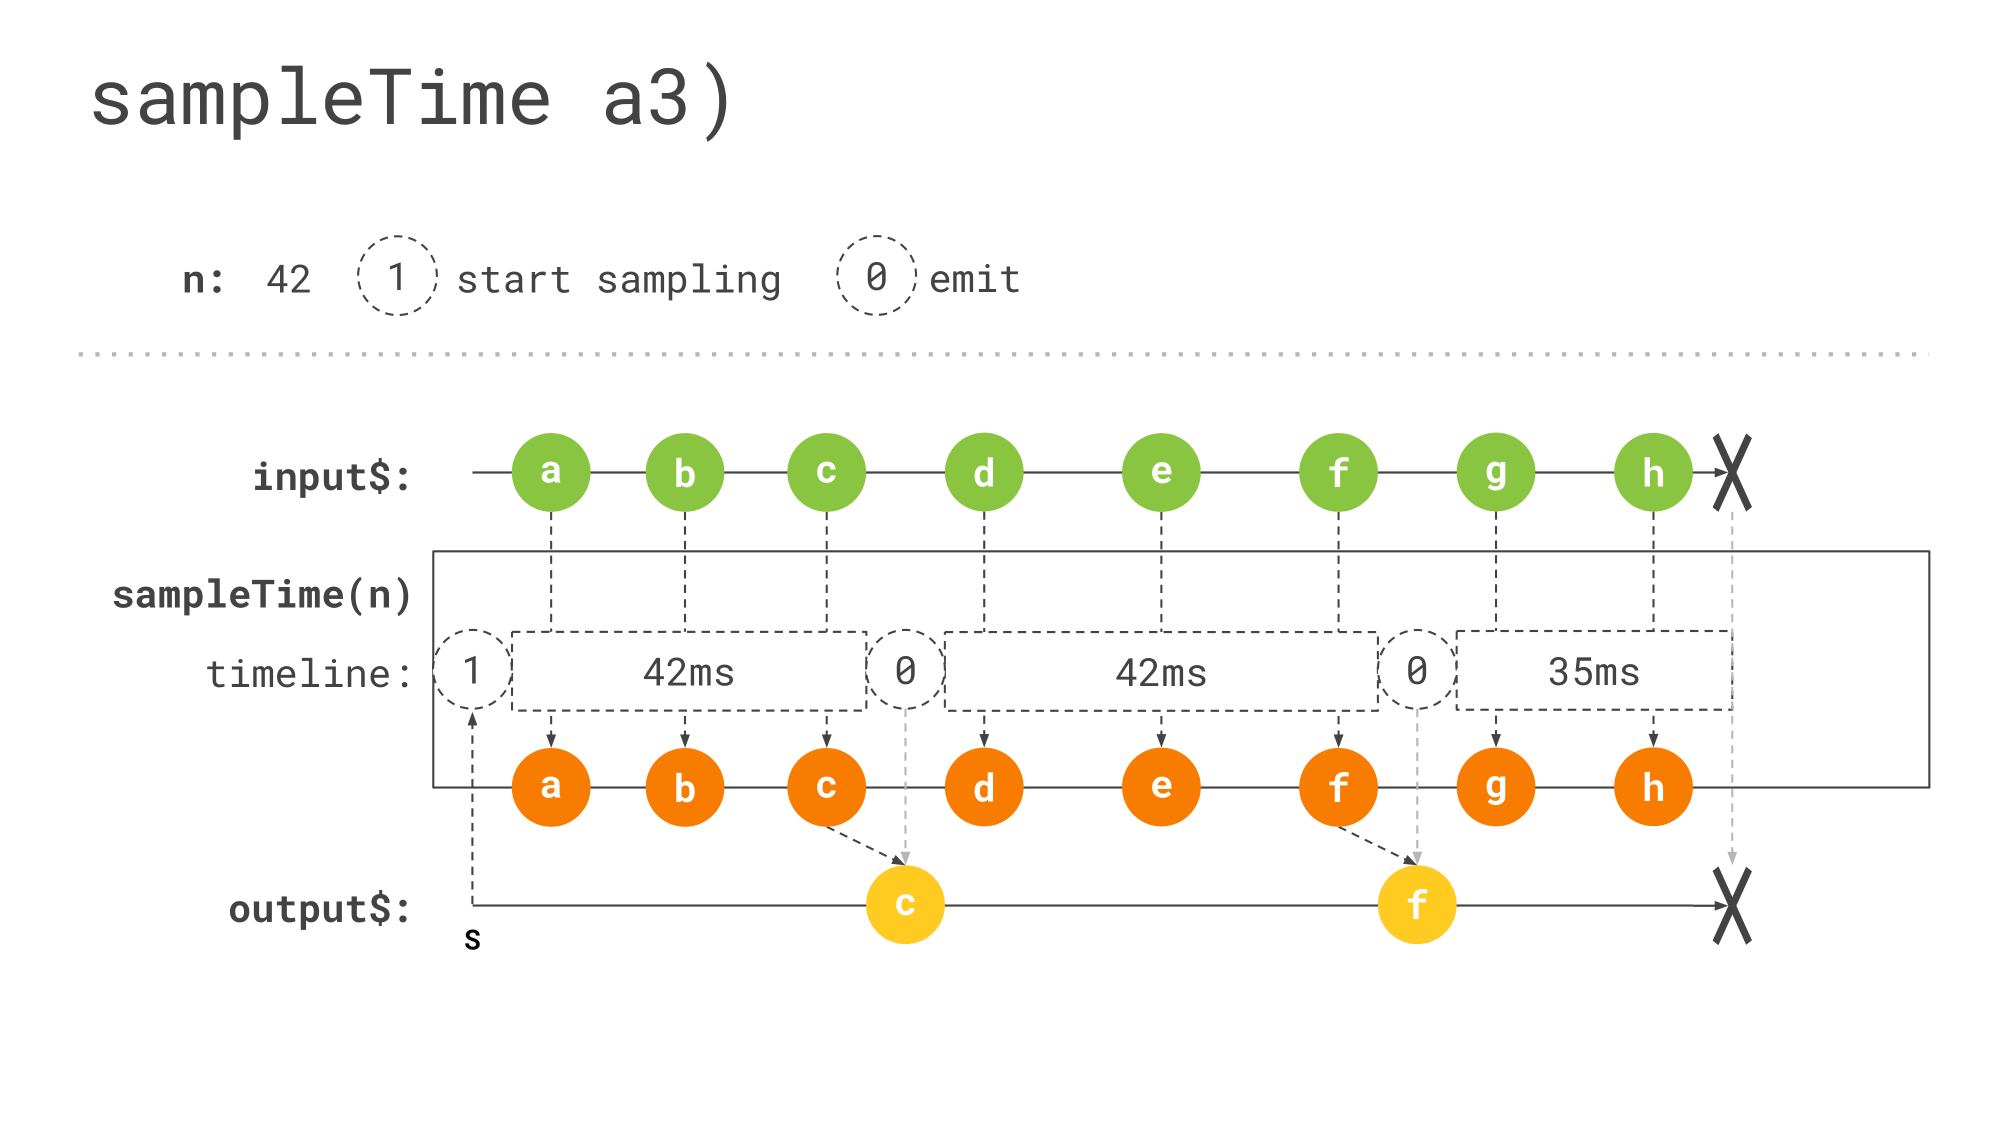 sampleTime a3)
n: 42 1 start sampling 0 emit
input$: a b c d e f g h X
sampleTime(n)
timeline: 1 42ms 0 42ms 0 35ms
a b c d e f g h
output$: c f X
s